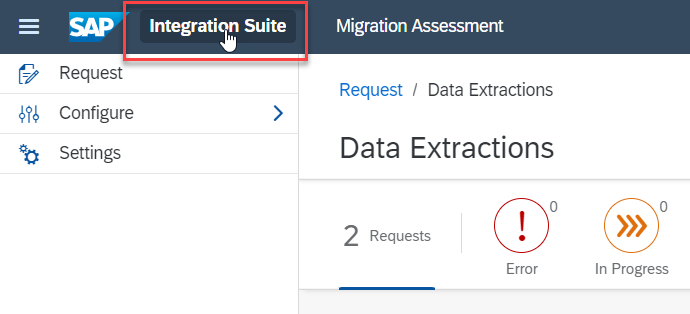 SAP Integration Suite Migration Assessment
Request
Configure
Settings
Request / Data Extractions
Data Extractions
2 Requests
0
Error
0
In Progress